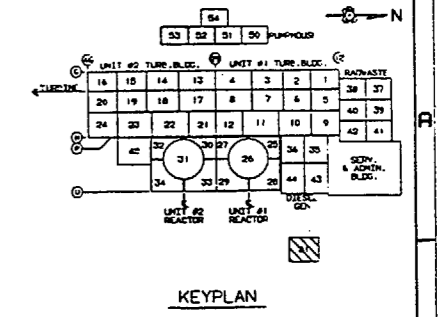 54
N
53 52 51 50 PUMPHOUSE
UNIT #2 TURB.BLDG. UNIT #1 TURB.BLDG.
RADWASTE
16 15 14 13 4 3 2 1 38 37
20 19 18 17 8 7 6 5 40 39
24 23 22 21 12 11 10 9 42 41
A
32 30 27 25 36 35
31 26
SERV.
& ADMIN.
BLDG.
34 33 29 28 44 43
UNIT #2
REACTOR
UNIT #1
REACTOR
DIESEL
GEN
KEYPLAN